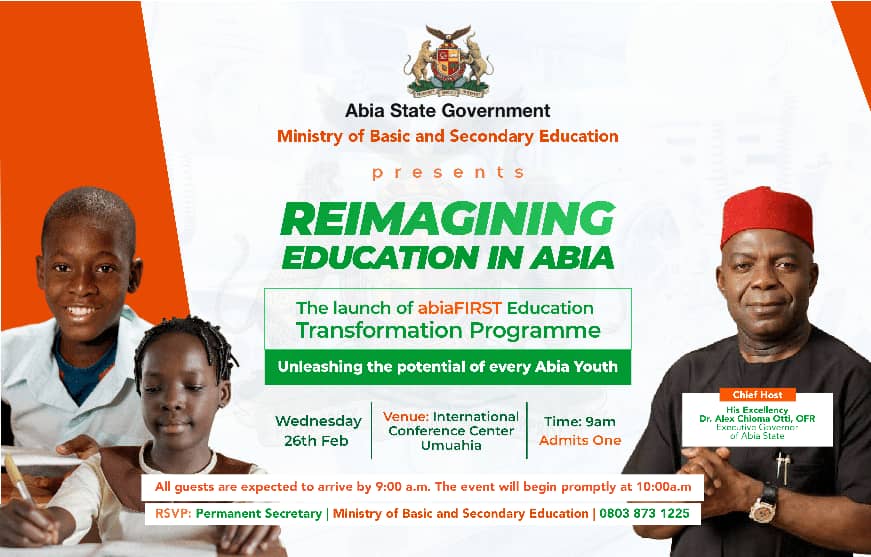 Abia State Government
Ministry of Basic and Secondary Education
presents
REIMAGINING
EDUCATION IN ABIA
The launch of abiaFIRST Education
Transformation Programme
Unleashing the potential of every Abia Youth
Wednesday
26th Feb
Venue: International
Conference Center
Umuahia
Time: 9am
Admits One
Chief Host
His Excellency
Dr. Alex Chioma Otti, OFR
Executive Governor
of Abia State
All guests are expected to arrive by 9:00 a.m. The event will begin promptly at 10:00a.m
RSVP: Permanent Secretary | Ministry of Basic and Secondary Education | 0803 873 1225